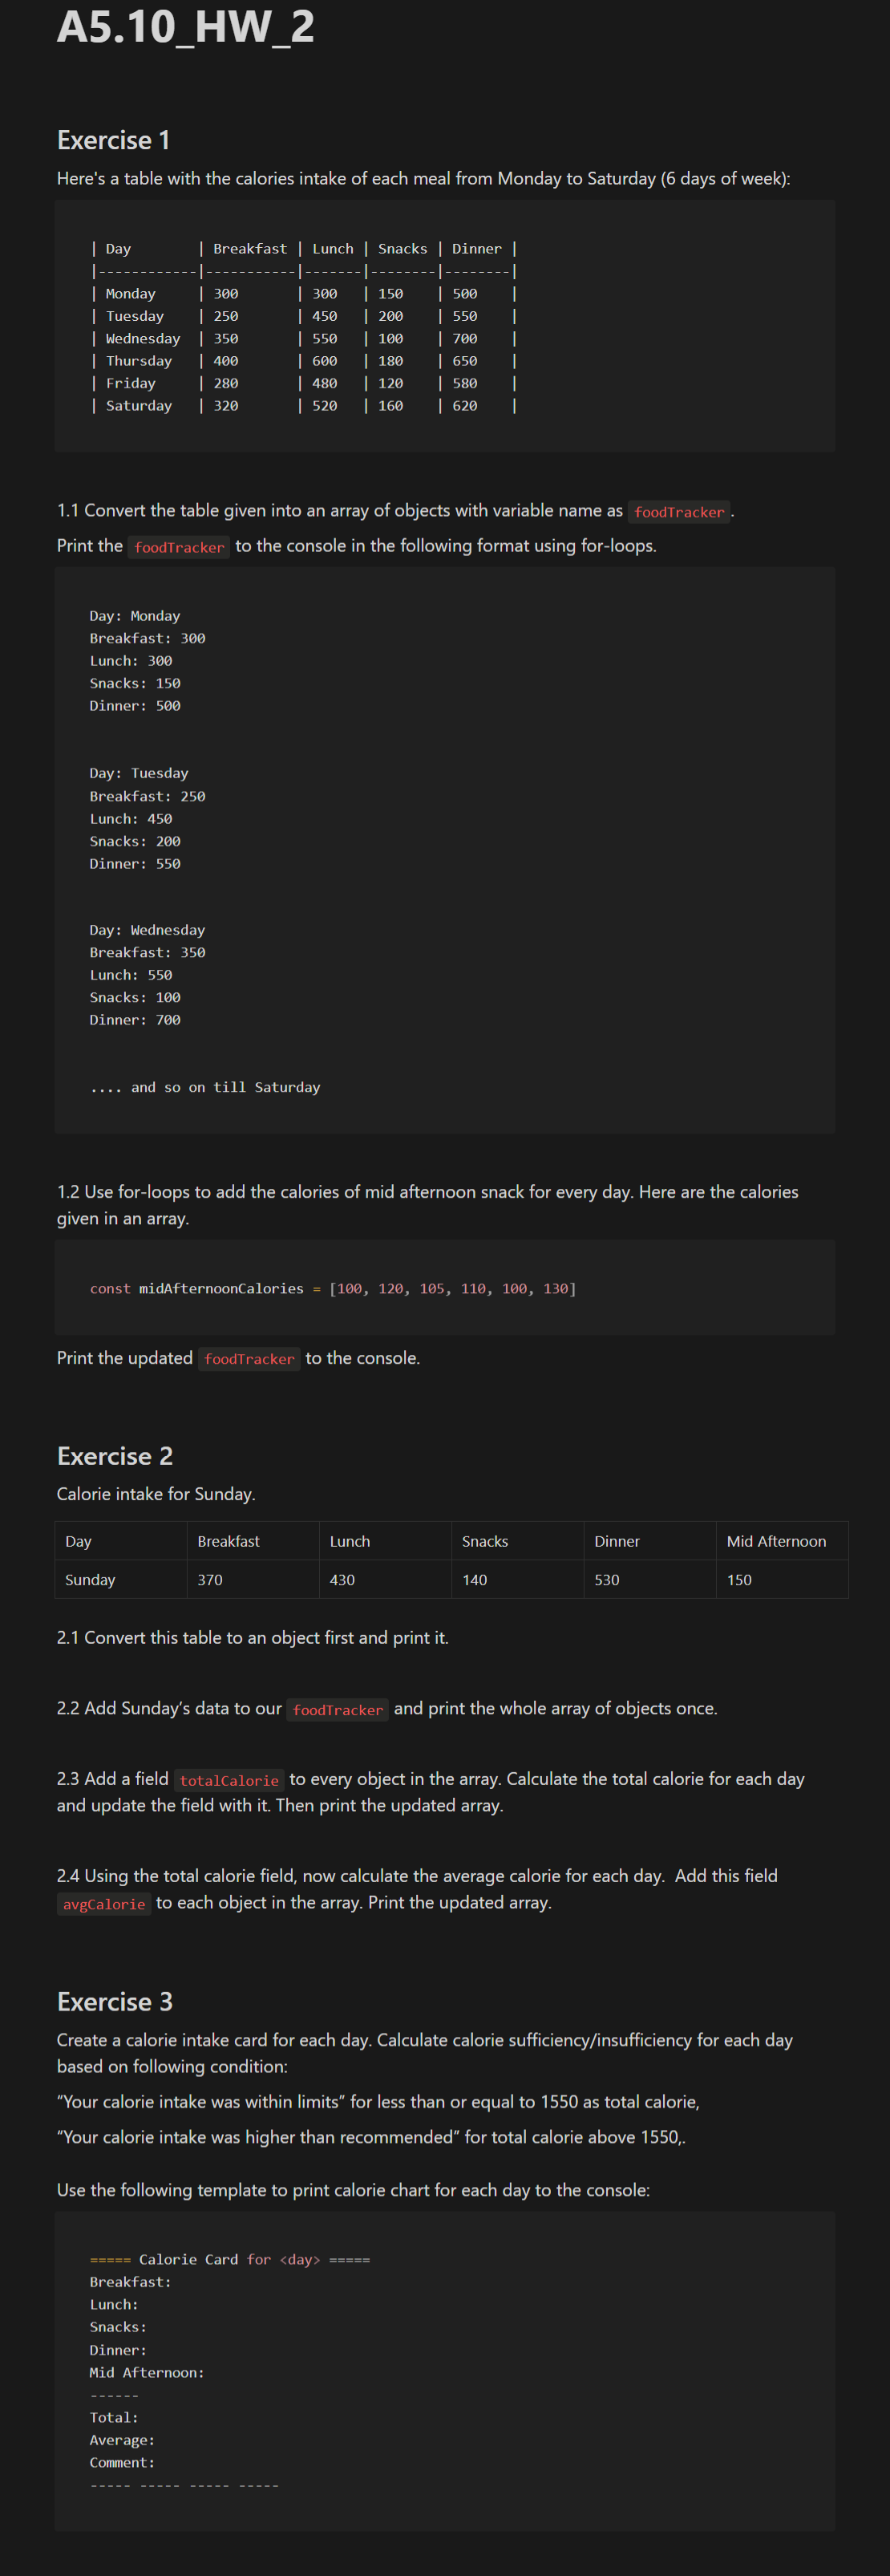 A5.10_HW_2
Exercise 1
Here's a table with the calories intake of each meal from Monday to Saturday (6 days of week):
| Day        | Breakfast | Lunch | Snacks | Dinner |
|------------|-----------|-------|--------|--------|
| Monday     | 300       | 300   | 150    | 500    |
| Tuesday    | 250       | 450   | 200    | 550    |
| Wednesday  | 350       | 550   | 100    | 700    |
| Thursday   | 400       | 600   | 180    | 650    |
| Friday     | 280       | 480   | 120    | 580    |
| Saturday   | 320       | 520   | 160    | 620    |
1.1 Convert the table given into an array of objects with variable name as foodTracker.
Print the foodTracker to the console in the following format using for-loops.
Day: Monday
Breakfast: 300
Lunch: 300
Snacks: 150
Dinner: 500
Day: Tuesday
Breakfast: 250
Lunch: 450
Snacks: 200
Dinner: 550
Day: Wednesday
Breakfast: 350
Lunch: 550
Snacks: 100
Dinner: 700
.... and so on till Saturday
1.2 Use for-loops to add the calories of mid afternoon snack for every day. Here are the calories
given in an array.
const midAfternoonCalories = [100, 120, 105, 110, 100, 130]
Print the updated foodTracker to the console.
Exercise 2
Calorie intake for Sunday.
Day Breakfast Lunch Snacks Dinner Mid Afternoon
Sunday 370 430 140 530 150
2.1 Convert this table to an object first and print it.
2.2 Add Sunday’s data to our foodTracker and print the whole array of objects once.
2.3 Add a field totalCalorie to every object in the array. Calculate the total calorie for each day
and update the field with it. Then print the updated array.
2.4 Using the total calorie field, now calculate the average calorie for each day.  Add this field
avgCalorie to each object in the array. Print the updated array.
Exercise 3
Create a calorie intake card for each day. Calculate calorie sufficiency/insufficiency for each day
based on following condition:
“Your calorie intake was within limits” for less than or equal to 1550 as total calorie,
“Your calorie intake was higher than recommended” for total calorie above 1550,.
Use the following template to print calorie chart for each day to the console:
===== Calorie Card for <day> =====
Breakfast:
Lunch:
Snacks:
Dinner:
Mid Afternoon:
------
Total:
Average:
Comment:
----- ----- ----- -----